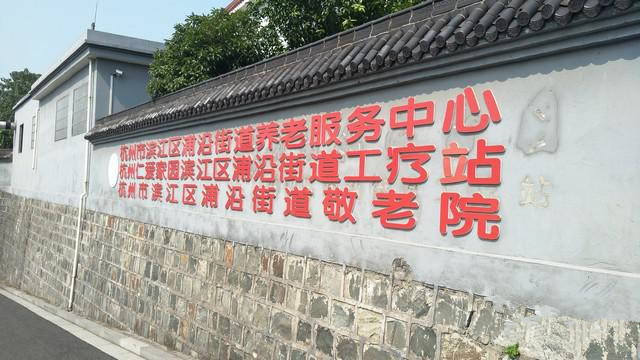 杭州市滨江区浦沿街道养老服务中心
杭州仁爱家园滨江区浦沿街道工疗站
杭州市滨江区浦沿街道敬老院
站